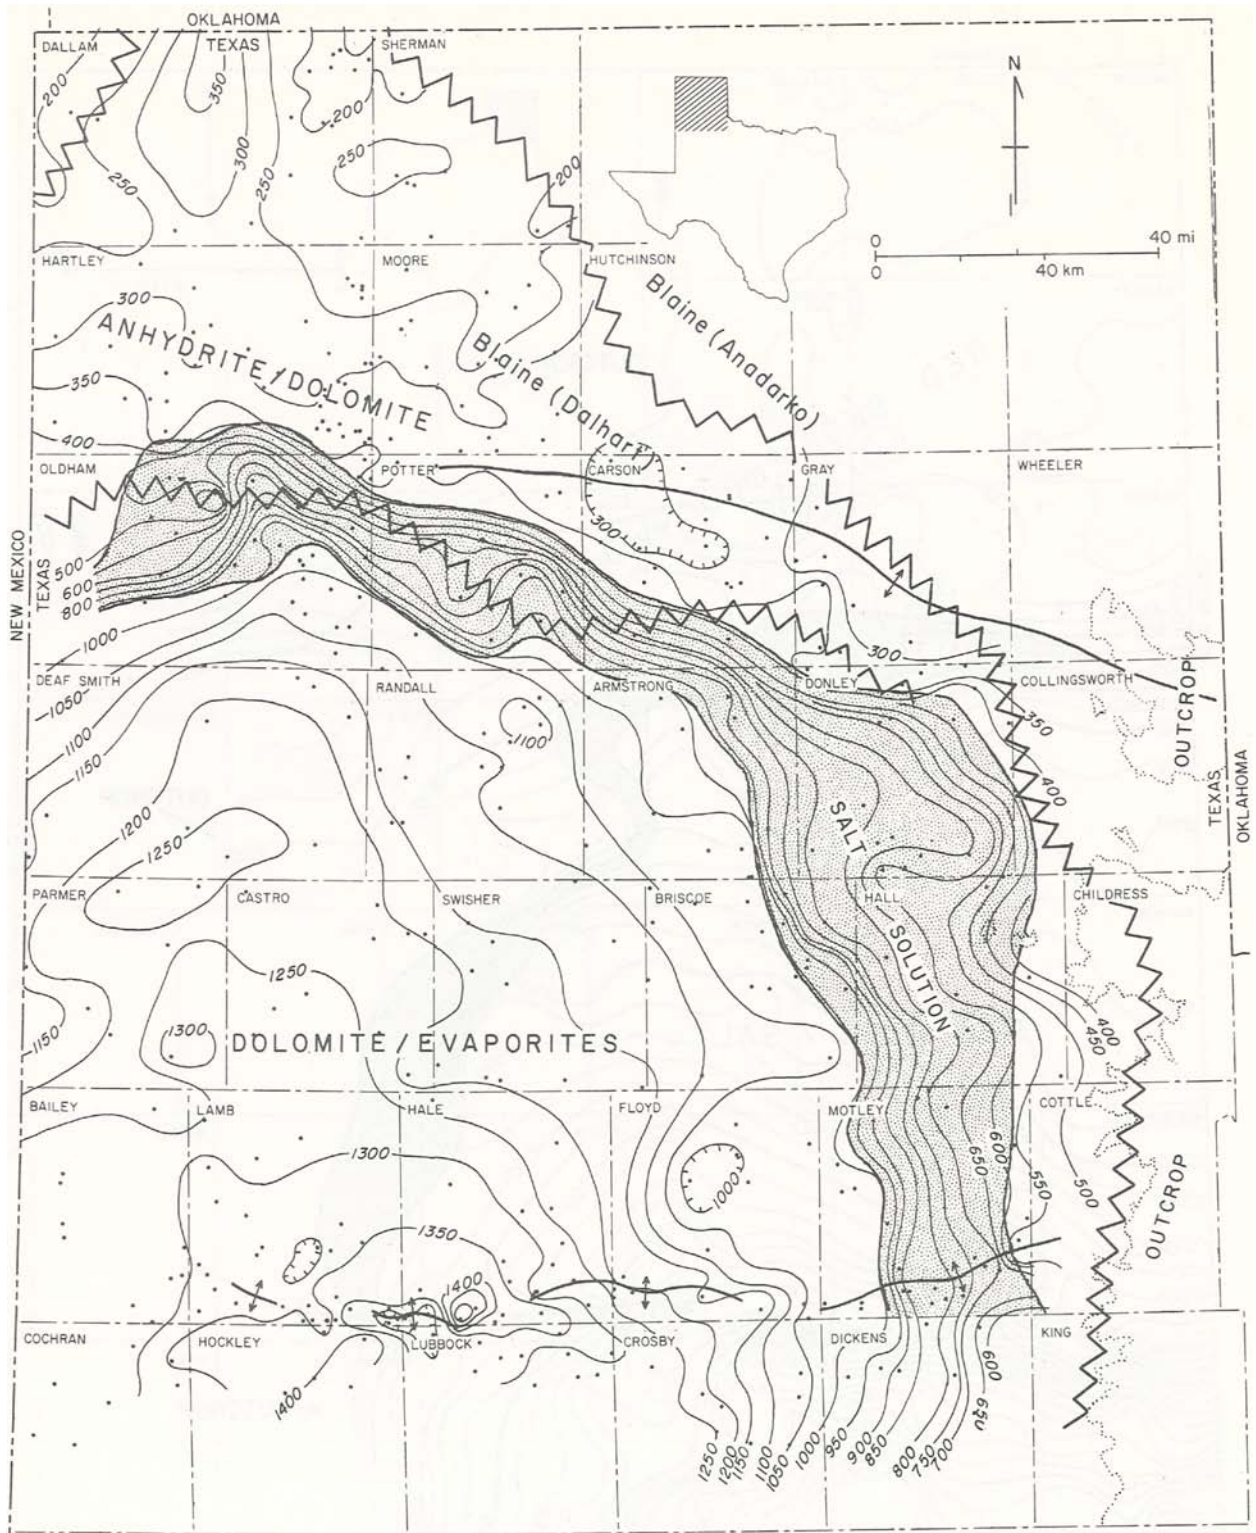 OKLAHOMA
TEXAS
DALLAM
SHERMAN
N
200
350
200
250
300
250
250
200
0 40 mi
0 40 km
HARTLEY
MOORE
HUTCHINSON
Blaine (Anadarko)
300
ANHYDRITE/DOLOMITE
Blaine (Dalhart)
350
400
OLDHAM
POTTER
CARSON
GRAY
WHEELER
300
NEW MEXICO
TEXAS
500
600
800
1000
300
DEAF SMITH
RANDALL
ARMSTRONG
DONLEY
COLLINGSWORTH
OUTCROP
1050
350
1100
1100
1150
400
TEXAS
OKLAHOMA
1200
SALT SOLUTION
1250
PARMER
CASTRO
SWISHER
BRISCOE
HALL
CHILDRESS
1250
1150
1300
DOLOMITE/EVAPORITES
400
450
BAILEY
LAMB
HALE
FLOYD
MOTLEY
COTTLE
1300
1000
650
600
550
500
OUTCROP
1350
1400
COCHRAN
HOCKLEY
LUBBOCK
CROSBY
DICKENS
KING
1400
600
650
1250
1200
1150
1100
1050
1000
950
900
850
800
750
700